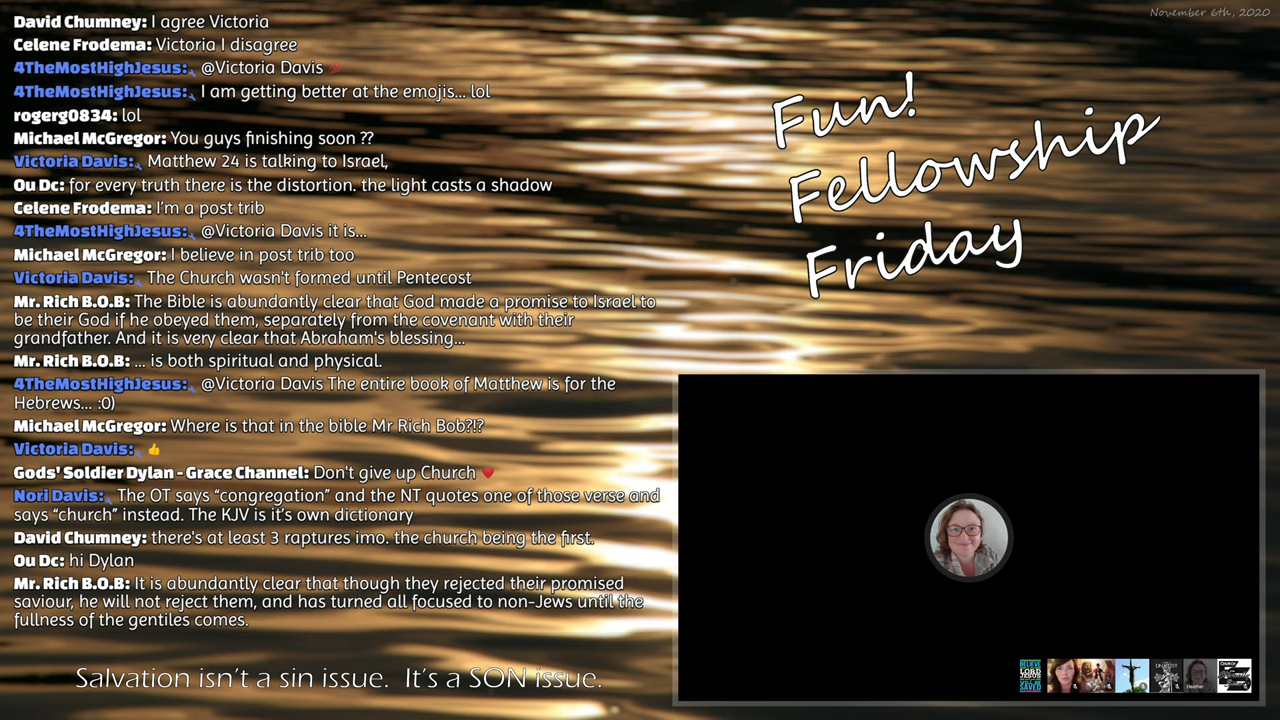 David Chumney: I agree Victoria
Celene Frodema: Victoria I disagree
4TheMostHighJesus: @Victoria Davis
4TheMostHighJesus: I am getting better at the emojis... lol
rogerg0834: lol
Michael McGregor: You guys finishing soon ??
Victoria Davis: Matthew 24 is talking to Israel,
Ou Dc: for every truth there is the distortion. the light casts a shadow
Celene Frodema: I'm a post trib
4TheMostHighJesus: @Victoria Davis it is...
Michael McGregor: I believe in post trib too
Victoria Davis: The Church wasn't formed until Pentecost
Mr. Rich B.O.B: The Bible is abundantly clear that God made a promise to Israel to
be their God if he obeyed them, separately from the covenant with their
grandfather. And it is very clear that Abraham's blessing...
Mr. Rich B.O.B: ... is both spiritual and physical.
4TheMostHighJesus: @Victoria Davis The entire book of Matthew is for the
Hebrews... :0)
Michael McGregor: Where is that in the bible Mr Rich Bob?!?
Victoria Davis: 👍
Gods' Soldier Dylan - Grace Channel: Don't give up Church ♥
Nori Davis: The OT says “congregation” and the NT quotes one of those verse and
says “church” instead. The KJV is it's own dictionary
David Chumney: there's at least 3 raptures imo. the church being the first.
Ou Dc: hi Dylan
Mr. Rich B.O.B: It is abundantly clear that though they rejected their promised
saviour, he will not reject them, and has turned all focused to non-Jews until the
fullness of the gentiles comes.
Salvation isn't a sin issue. It's a SON issue.
November 6th, 2020
Fun!
Fellowship
Friday
BELIEVE
LORD
JESUS
SAVED
Heather